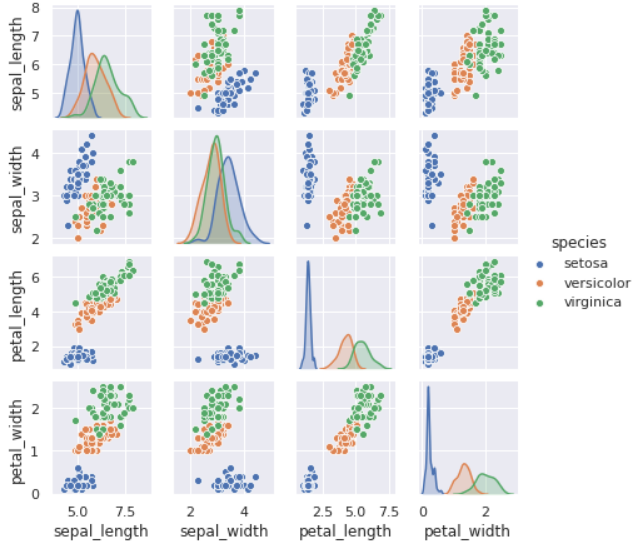 8
7
6
5
sepal_length
4
3
2
sepal_width
6
4
2
petal_length
2
1
0
petal_width
species
setosa
versicolor
virginica
5.0 7.5
2 4
2.5 5.0 7.5
0 2
sepal_length
sepal_width
petal_length
petal_width